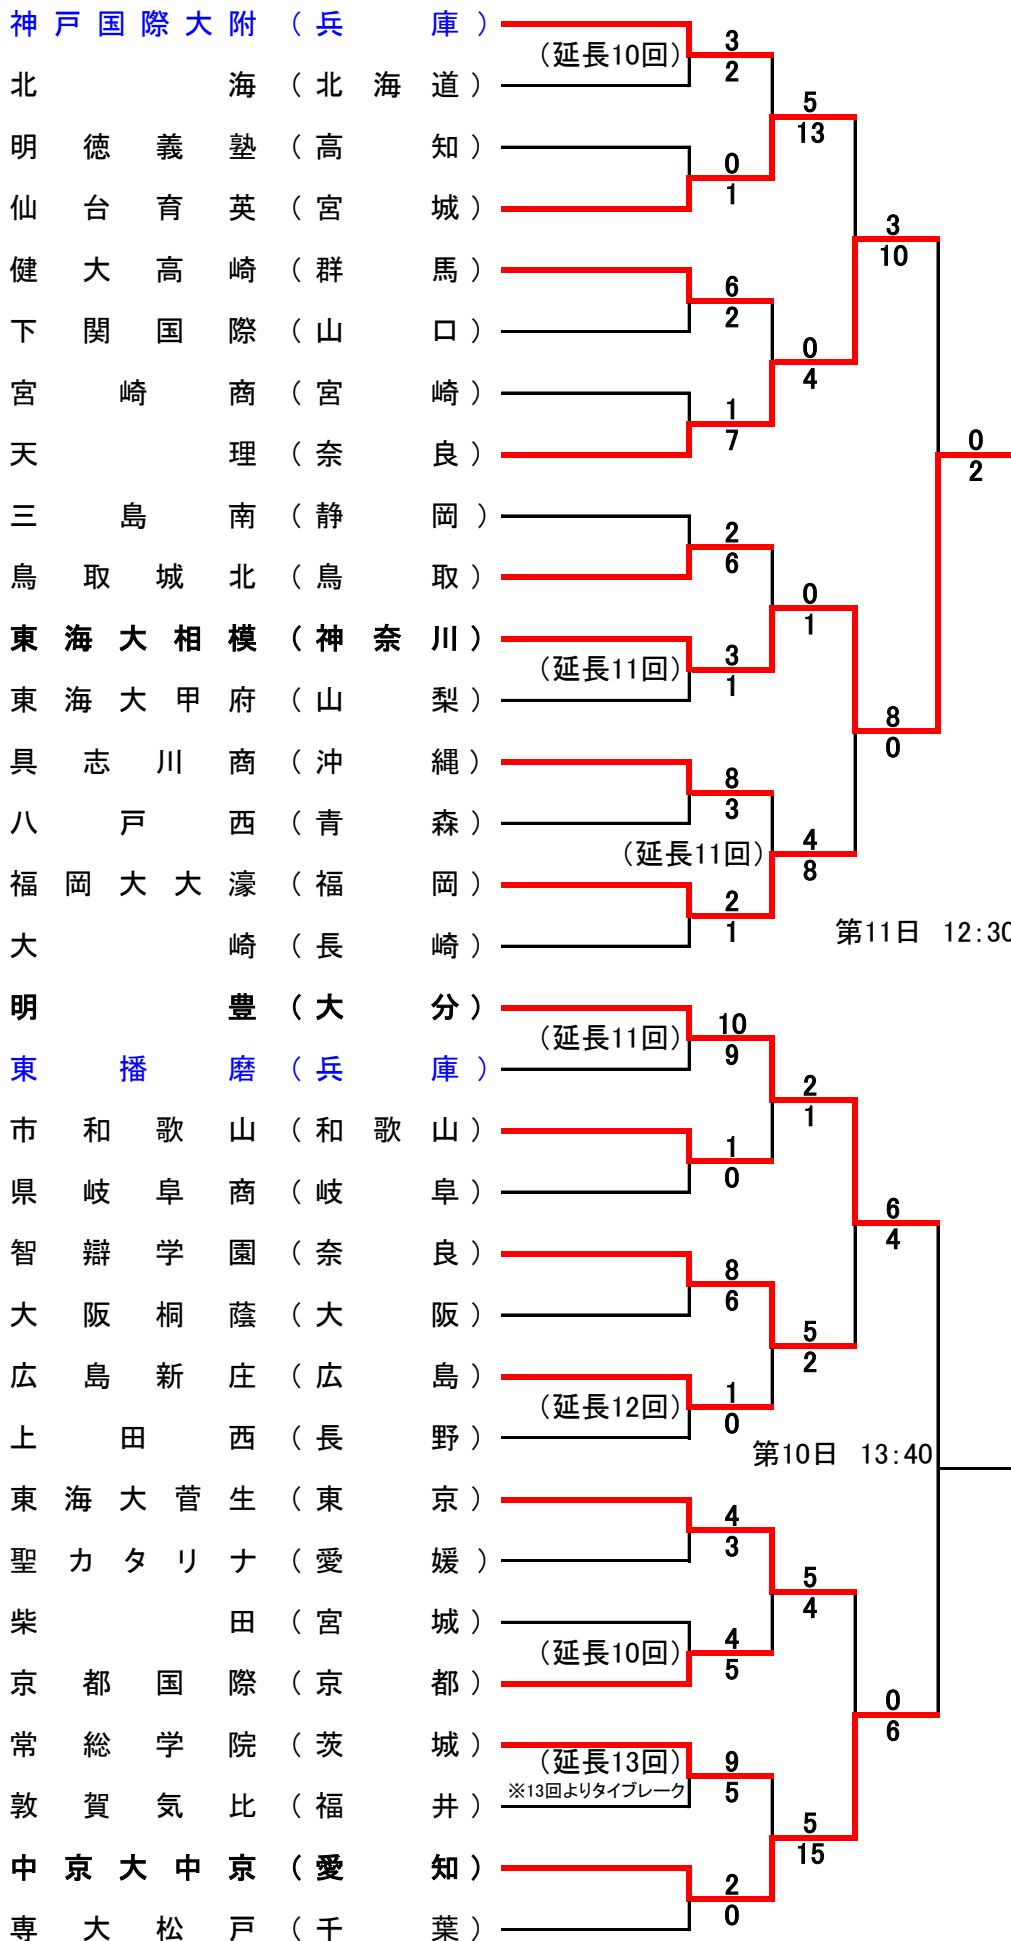 神戸国際大附（兵庫）
3
（延長10回）
2
北海（北海道）
5
13
明徳義塾（高知）
0
1
仙台育英（宮城）
3
10
健大高崎（群馬）
6
2
下関国際（山口）
0
4
宮崎商（宮崎）
1
7
天理（奈良）
0
2
三島南（静岡）
2
6
鳥取城北（鳥取）
0
1
東海大相模（神奈川）
（延長11回）
3
1
東海大甲府（山梨）
8
0
具志川商（沖縄）
8
3
八戸西（青森）
（延長11回）
4
8
福岡大大濠（福岡）
2
1
大崎（長崎）
第11日 12:30
明豊（大分）
（延長11回）
10
9
東播磨（兵庫）
2
1
市和歌山（和歌山）
1
0
県岐阜商（岐阜）
6
4
智辯学園（奈良）
8
6
大阪桐蔭（大阪）
5
2
広島新庄（広島）
（延長12回）
1
0
上田西（長野）
第10日 13:40
東海大菅生（東京）
4
3
聖カタリナ（愛媛）
5
4
柴田（宮城）
（延長10回）
4
5
京都国際（京都）
0
6
常総学院（茨城）
（延長13回）
9
※13回よりタイブレーク
5
敦賀気比（福井）
5
15
中京大中京（愛知）
2
0
専大松戸（千葉）